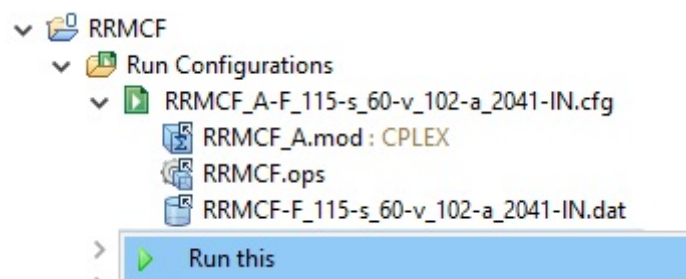 RRMCF
Run Configurations
RRMCF_A-F_115-s_60-v_102-a_2041-IN.cfg
RRMCF_A.mod : CPLEX
RRMCF.ops
RRMCF-F_115-s_60-v_102-a_2041-IN.dat
Run this